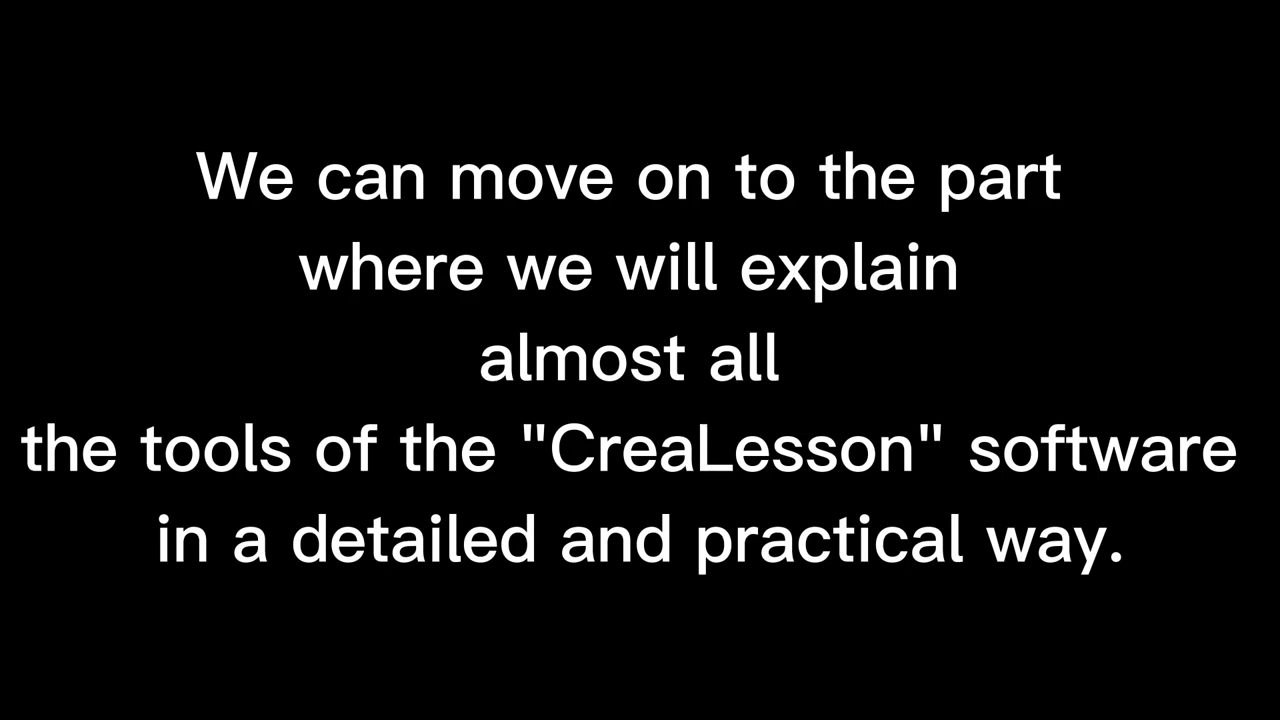 We can move on to the part
where we will explain
almost all
the tools of the "CreaLesson" software
in a detailed and practical way.